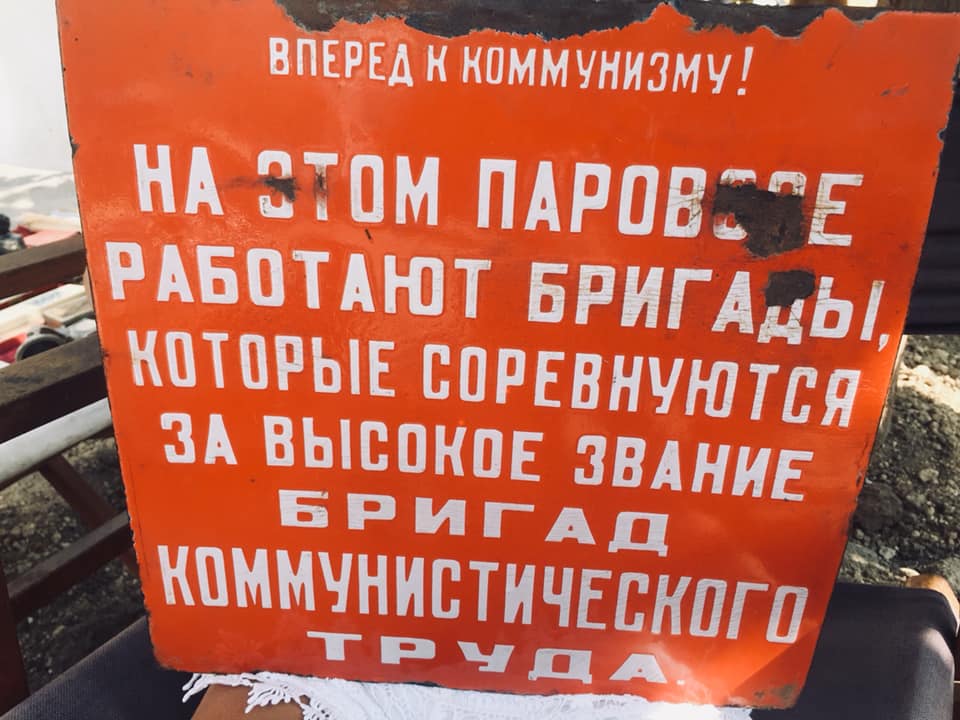 ВПЕРЕД К КОММУНИЗМУ!
НА ЭТОМ ПАРОВОЗЕ
РАБОТАЮТ БРИГАДЫ,
КОТОРЫЕ СОРЕВНУЮТСЯ
ЗА ВЫСОКОЕ ЗВАНИЕ
БРИГАД
КОММУНИСТИЧЕСКОГО
ТРУДА.